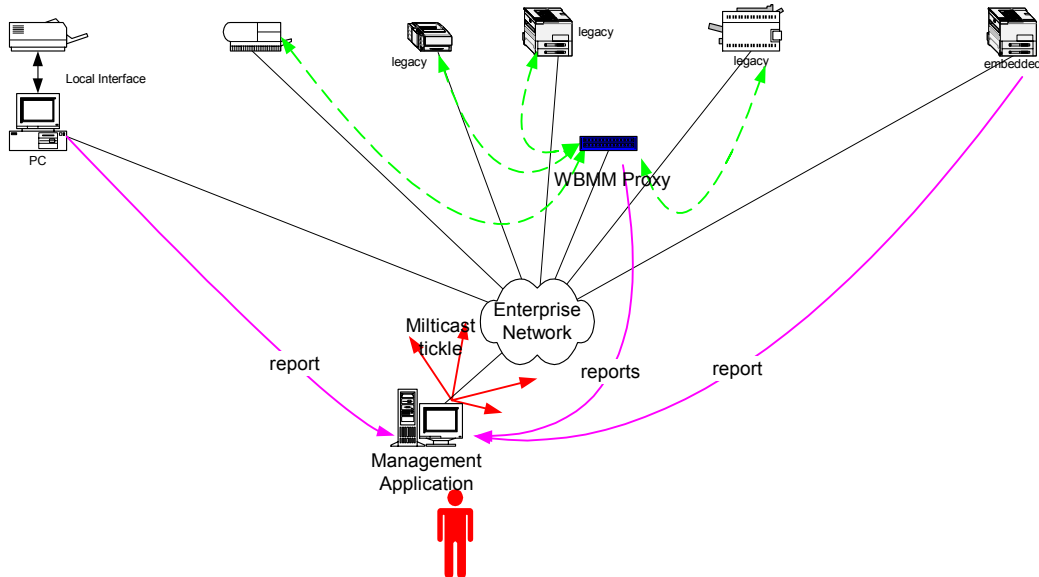 legacy
legacy
legacy
embedded
Local Interface
PC
WBMM Proxy
Enterprise
Network
Milticast
tickle
report
reports
report
Management
Application